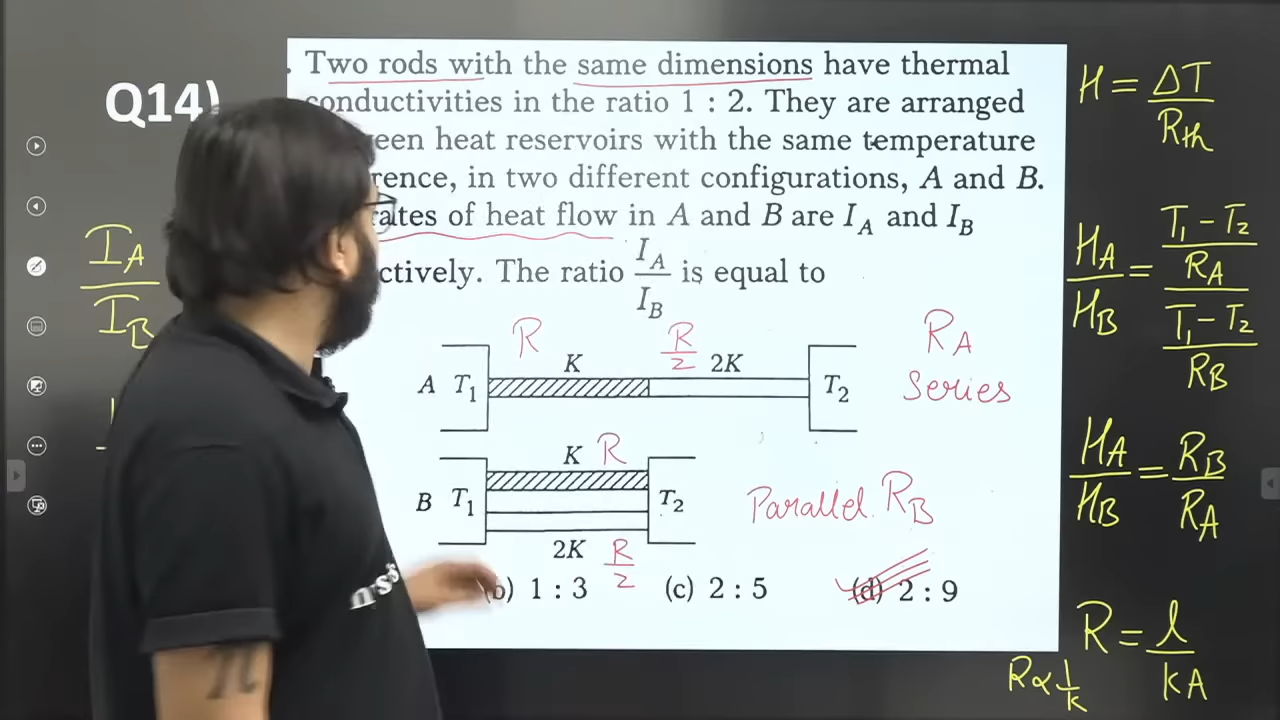 Q14)
. Two rods with the same dimensions have thermal
conductivities in the ratio 1 : 2. They are arranged
een heat reservoirs with the same temperature
rence, in two different configurations, A and B.
ates of heat flow in A and B are I_A and I_B
ctively. The ratio I_A/I_B is equal to
I_A/I_B
R
R/2
K
2K
A T₁
T₂
R_A
Series
K R
B T₁
T₂
2K R/2
Parallel R_B
b) 1 : 3 (c) 2 : 5 (d) 2 : 9
H = ΔT/R_th
H_A/H_B = (T₁ - T₂/R_A)/(T₁ - T₂/R_B)
H_A/H_B = R_B/R_A
R = l/kA
R ∝ 1/k
π